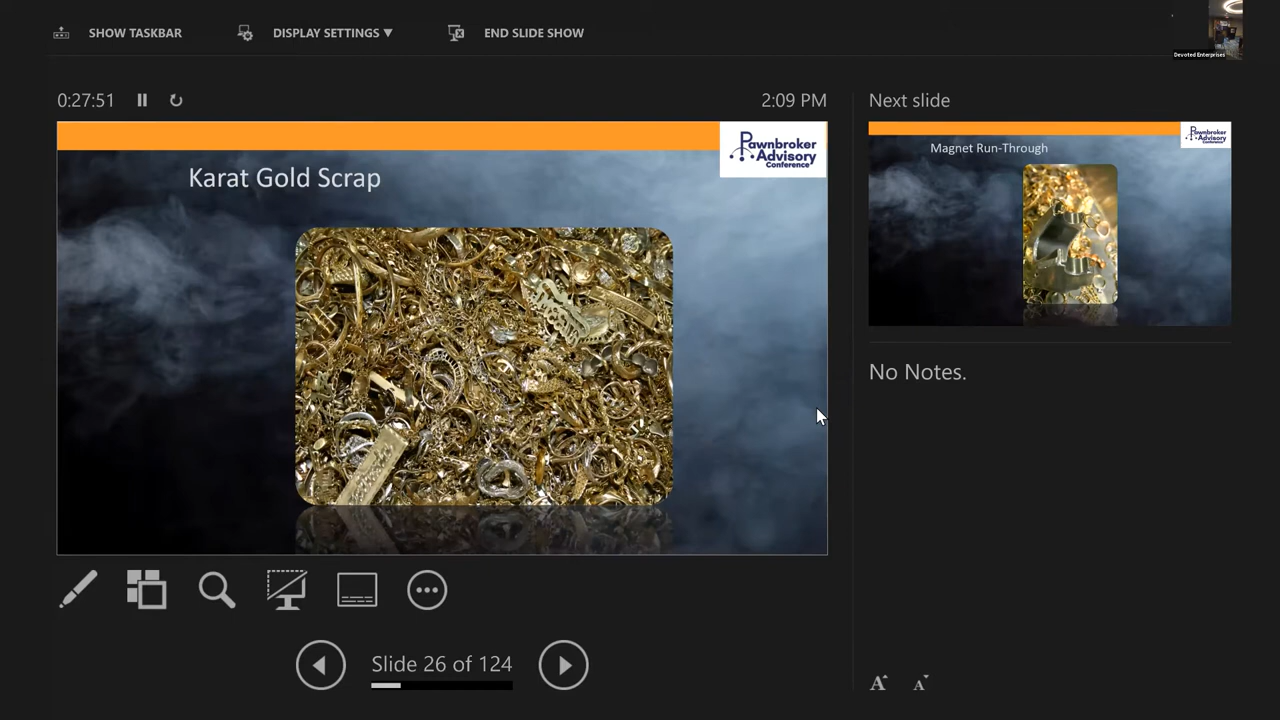 SHOW TASKBAR
DISPLAY SETTINGS ▼
END SLIDE SHOW
Devoted Enterprises
0:27:51
2:09 PM
Next slide
Pawnbroker
Advisory
Conference
Karat Gold Scrap
Pawnbroker
Advisory
Conference
Magnet Run-Through
No Notes.
Slide 26 of 124
A
A